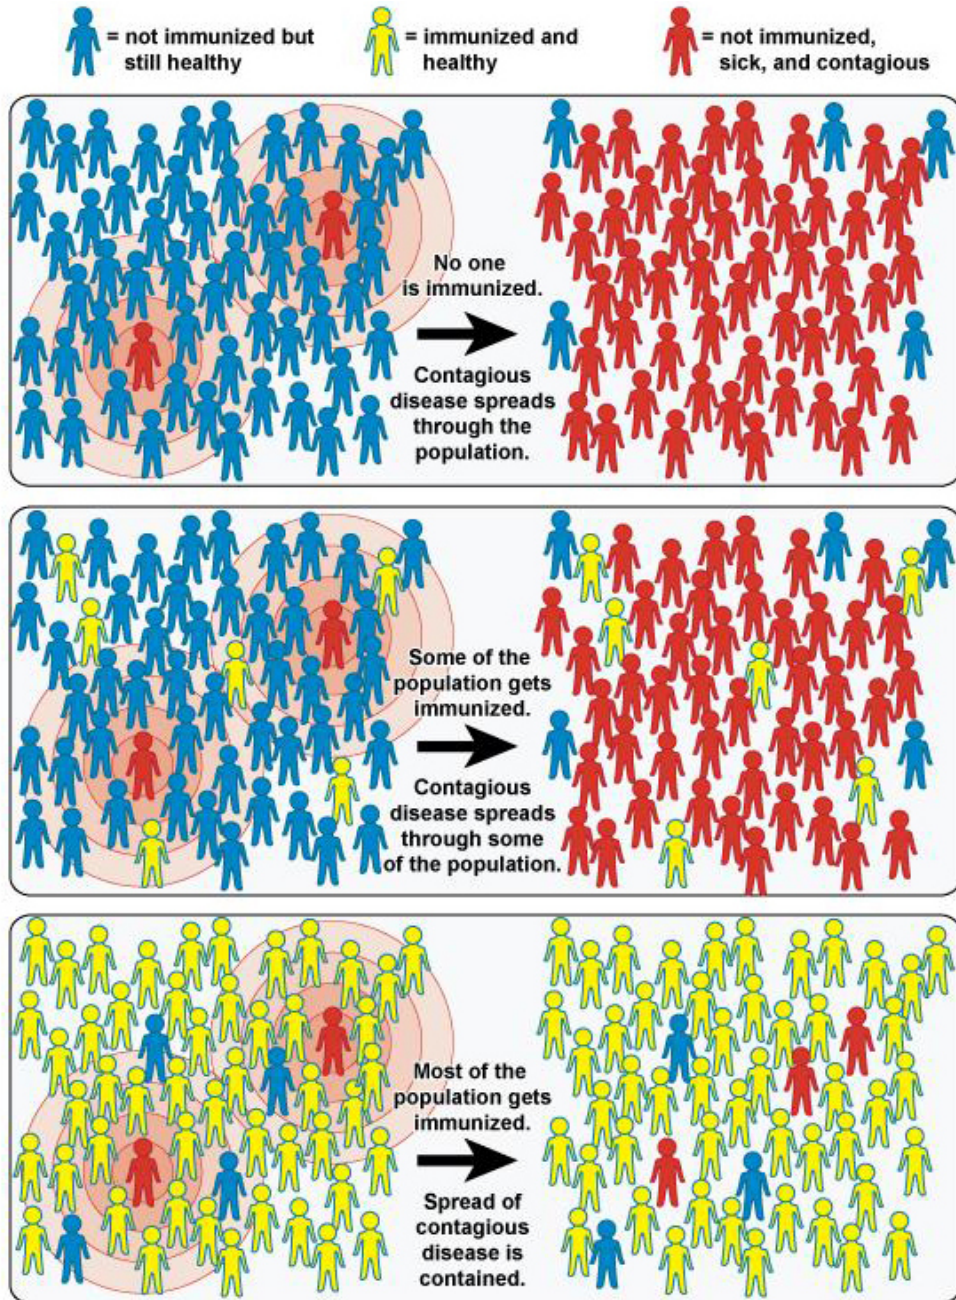 = not immunized but
still healthy
= immunized and
healthy
= not immunized,
sick, and contagious
No one
is immunized.
Contagious
disease spreads
through the
population.
Some of the
population gets
immunized.
Contagious
disease spreads
through some
of the population.
Most of the
population gets
immunized.
Spread of
contagious
disease is
contained.